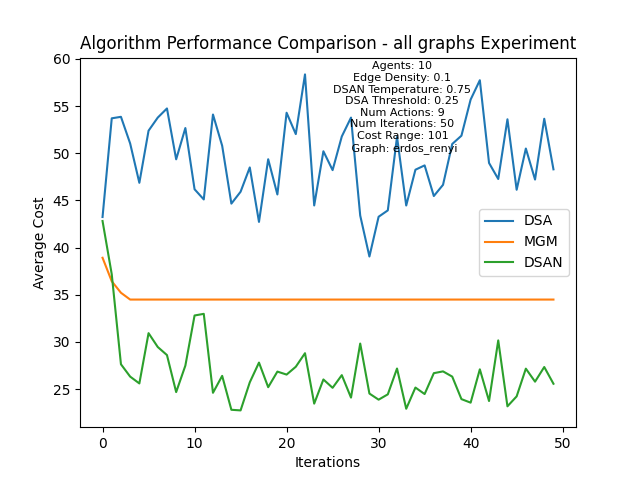 Algorithm Performance Comparison - all graphs Experiment
Agents: 10
Edge Density: 0.1
DSAN Temperature: 0.75
DSA Threshold: 0.25
Num Actions: 9
Num Iterations: 50
Cost Range: 101
Graph: erdos_renyi
60
55
50
45
40
35
30
25
Average Cost
DSA
MGM
DSAN
0
10
20
30
40
50
Iterations